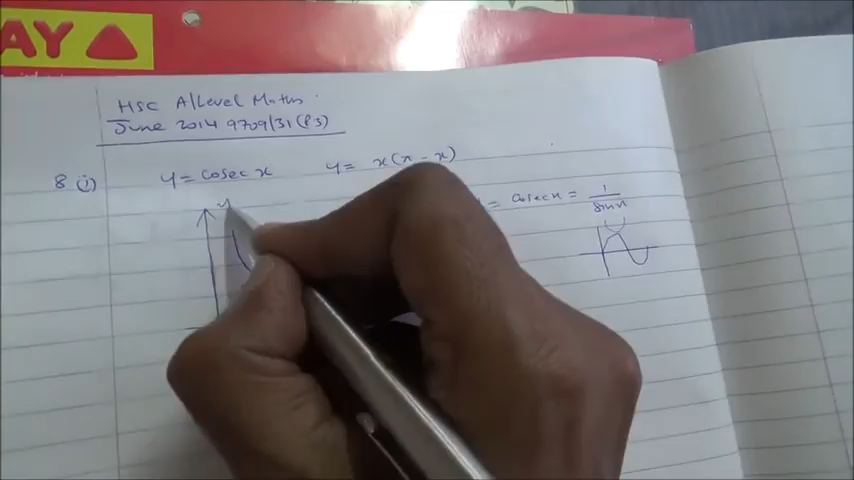 AY
HSC A/Level Maths
June 2014 9709/31 (P3)
8 (i) y = cosec x y = x(π - x)
= cosec x = 1/sin x
y